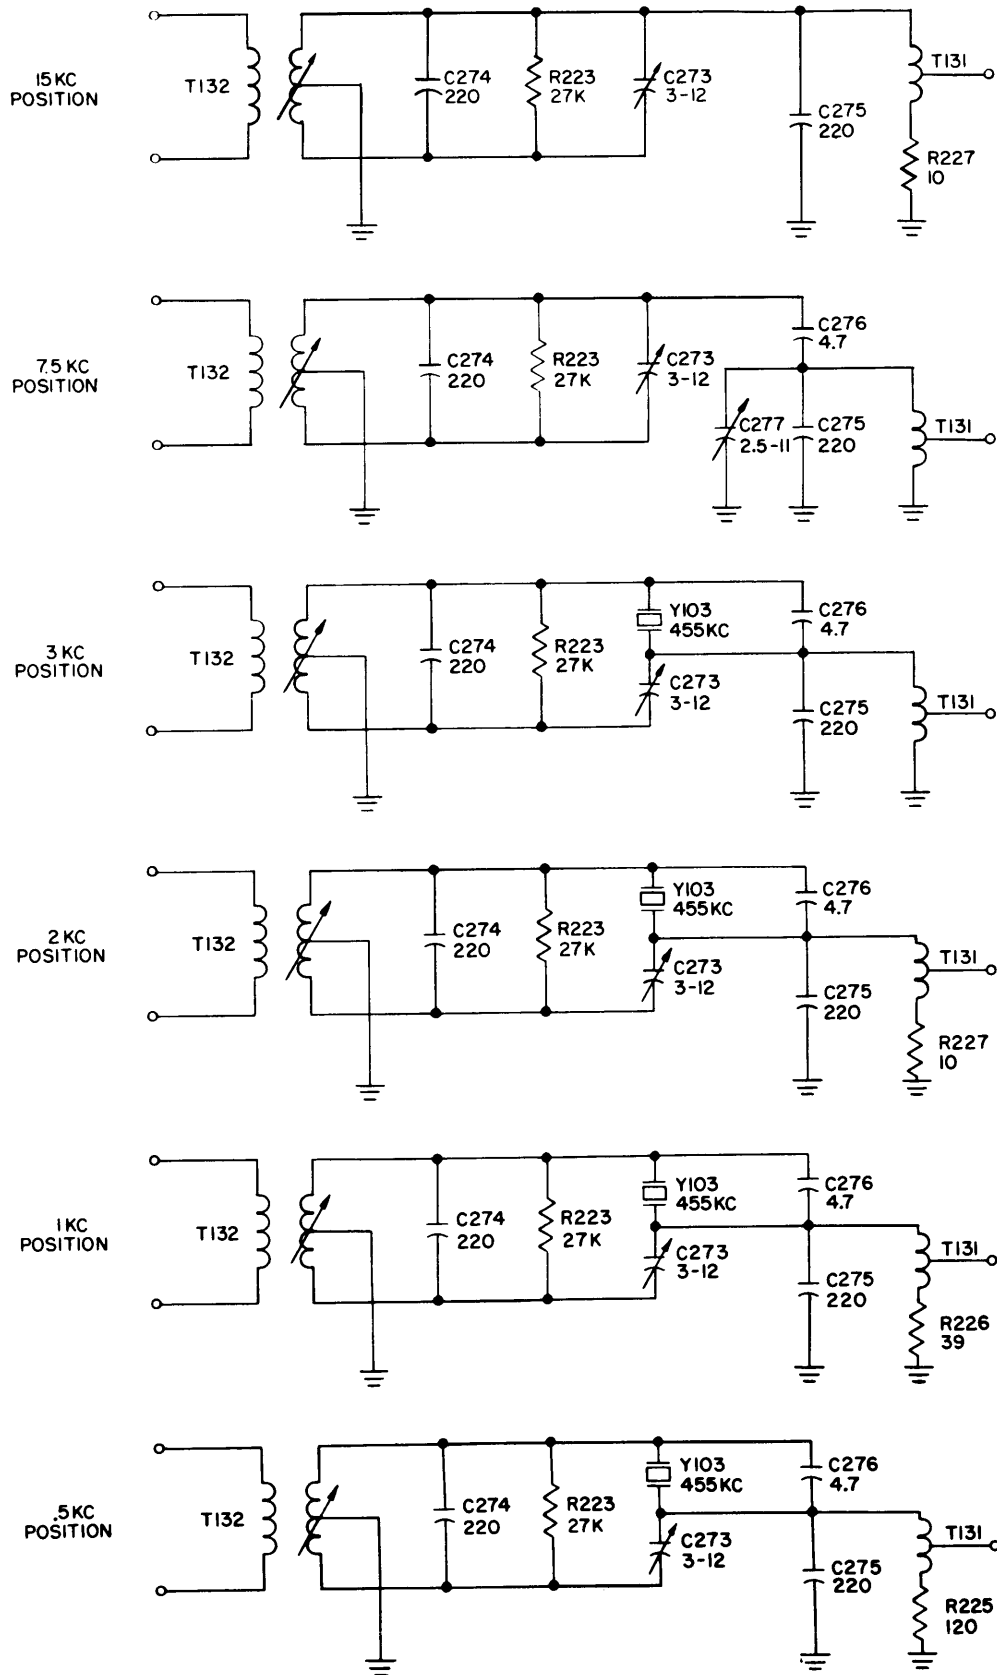 15 KC
POSITION
T132
C274
220
R223
27K
C273
3-12
C275
220
T131
R227
10
7.5 KC
POSITION
T132
C274
220
R223
27K
C273
3-12
C276
4.7
C277
2.5-11
C275
220
T131
3 KC
POSITION
T132
C274
220
R223
27K
Y103
455KC
C273
3-12
C276
4.7
C275
220
T131
2 KC
POSITION
T132
C274
220
R223
27K
Y103
455KC
C273
3-12
C276
4.7
C275
220
T131
R227
10
1 KC
POSITION
T132
C274
220
R223
27K
Y103
455KC
C273
3-12
C276
4.7
C275
220
T131
R226
39
.5 KC
POSITION
T132
C274
220
R223
27K
Y103
455KC
C273
3-12
C276
4.7
C275
220
T131
R225
120